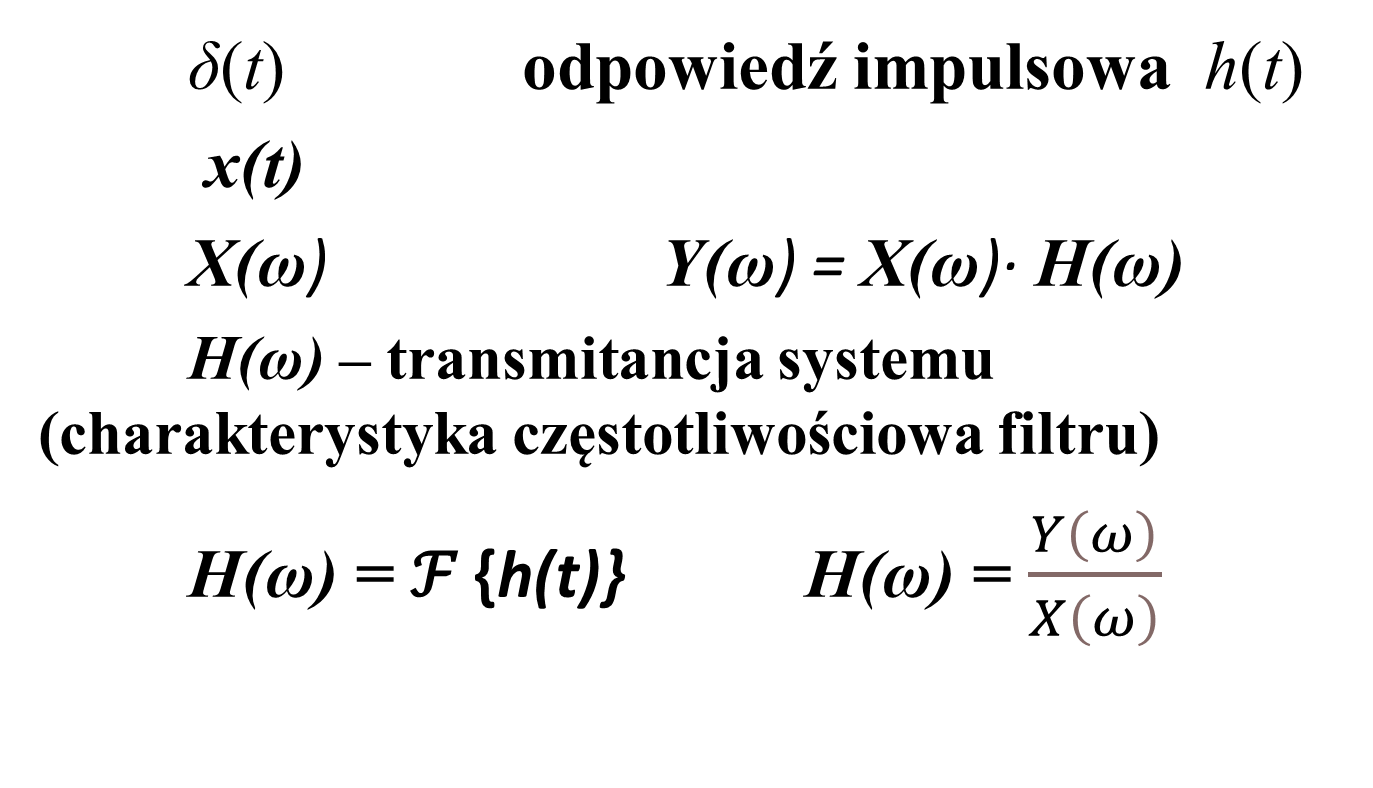 δ(t) odpowiedź impulsowa h(t)
x(t)
X(ω) Y(ω) = X(ω)· H(ω)
H(ω) – transmitancja systemu
(charakterystyka częstotliwościowa filtru)
H(ω) = ℱ {h(t)} H(ω) = Y(ω)/X(ω)